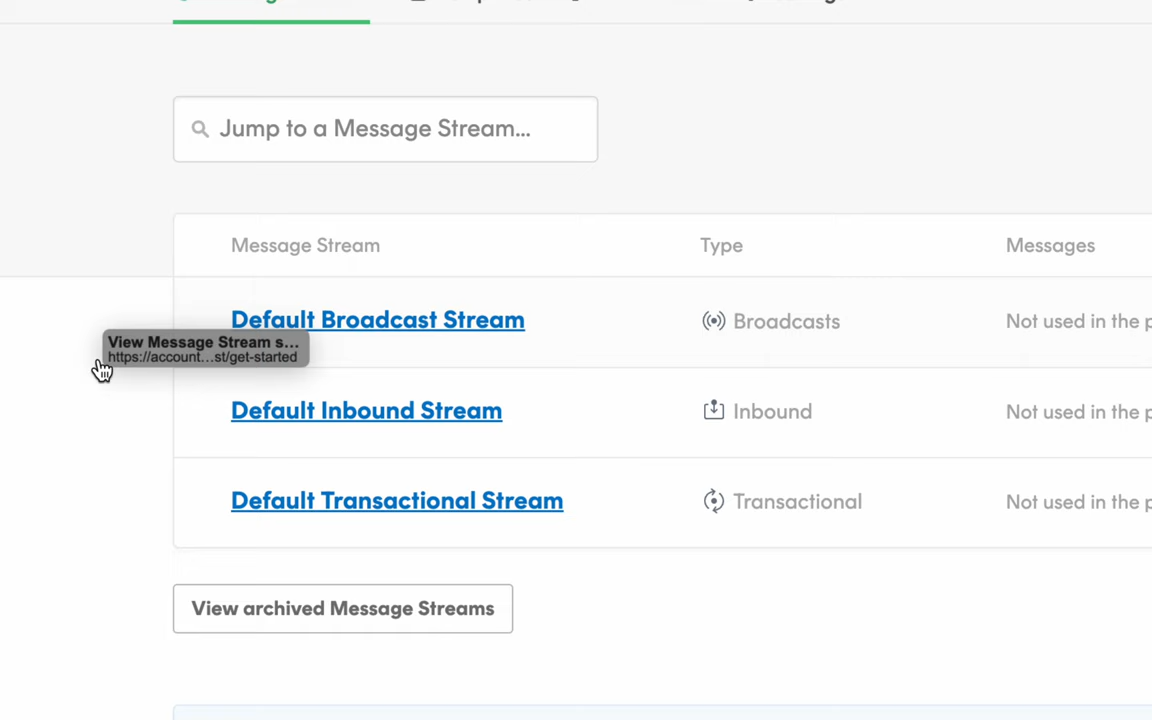 Jump to a Message Stream...
Message Stream Type Messages
Default Broadcast Stream Broadcasts Not used in the p
View Message Stream s...
https://account...st/get-started
Default Inbound Stream Inbound Not used in the p
Default Transactional Stream Transactional Not used in the p
View archived Message Streams